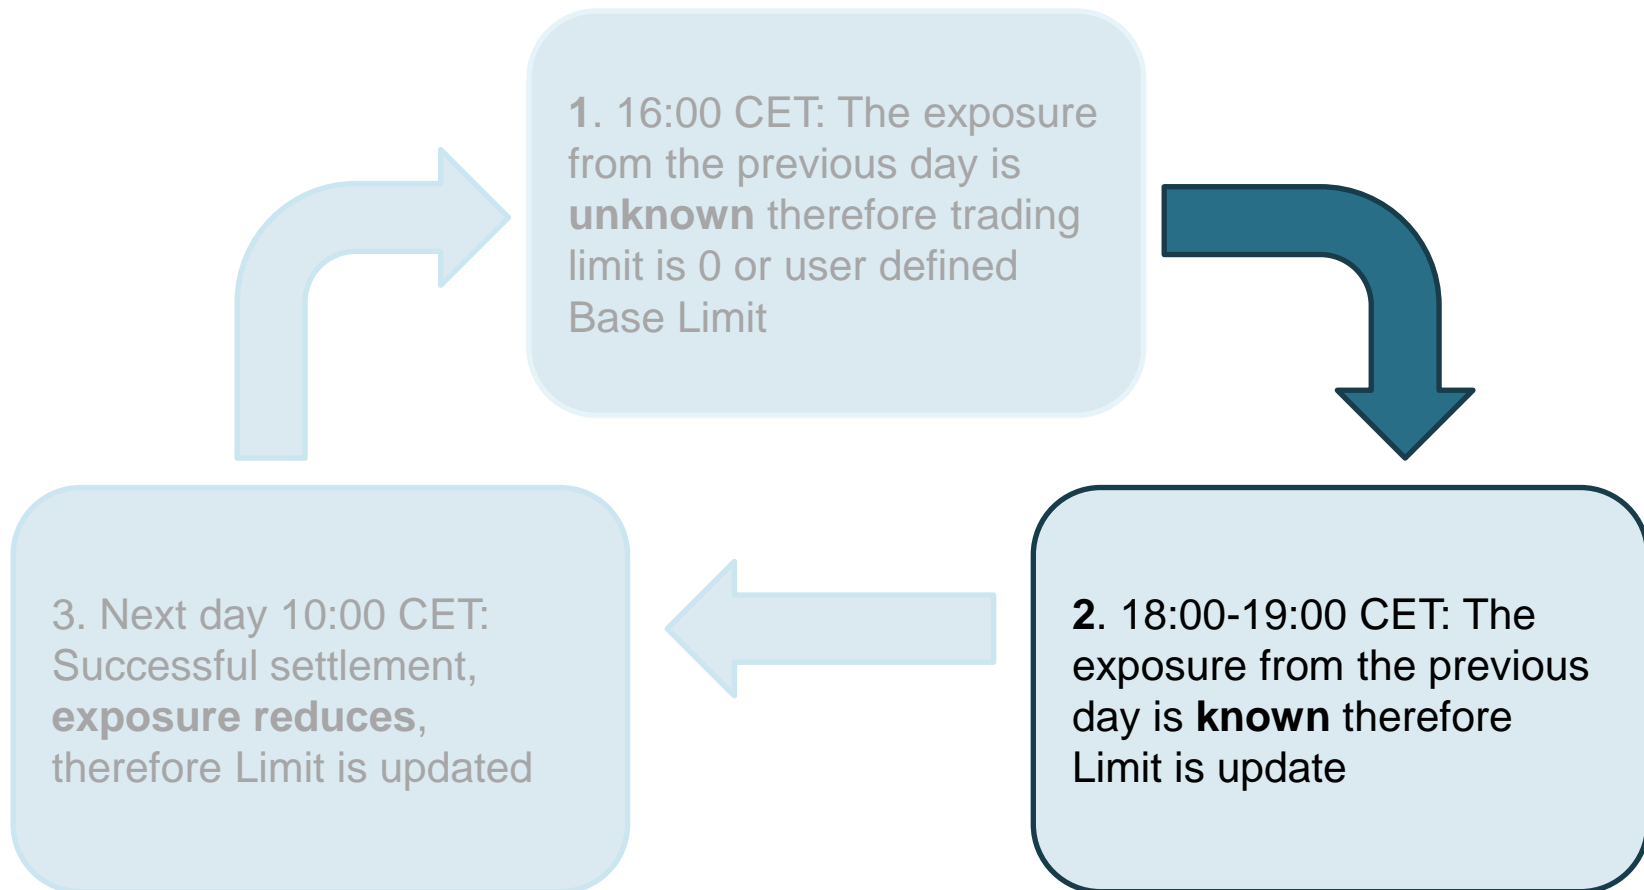 1. 16:00 CET: The exposure
from the previous day is
unknown therefore trading
limit is 0 or user defined
Base Limit
2. 18:00-19:00 CET: The
exposure from the previous
day is known therefore
Limit is update
3. Next day 10:00 CET:
Successful settlement,
exposure reduces,
therefore Limit is updated